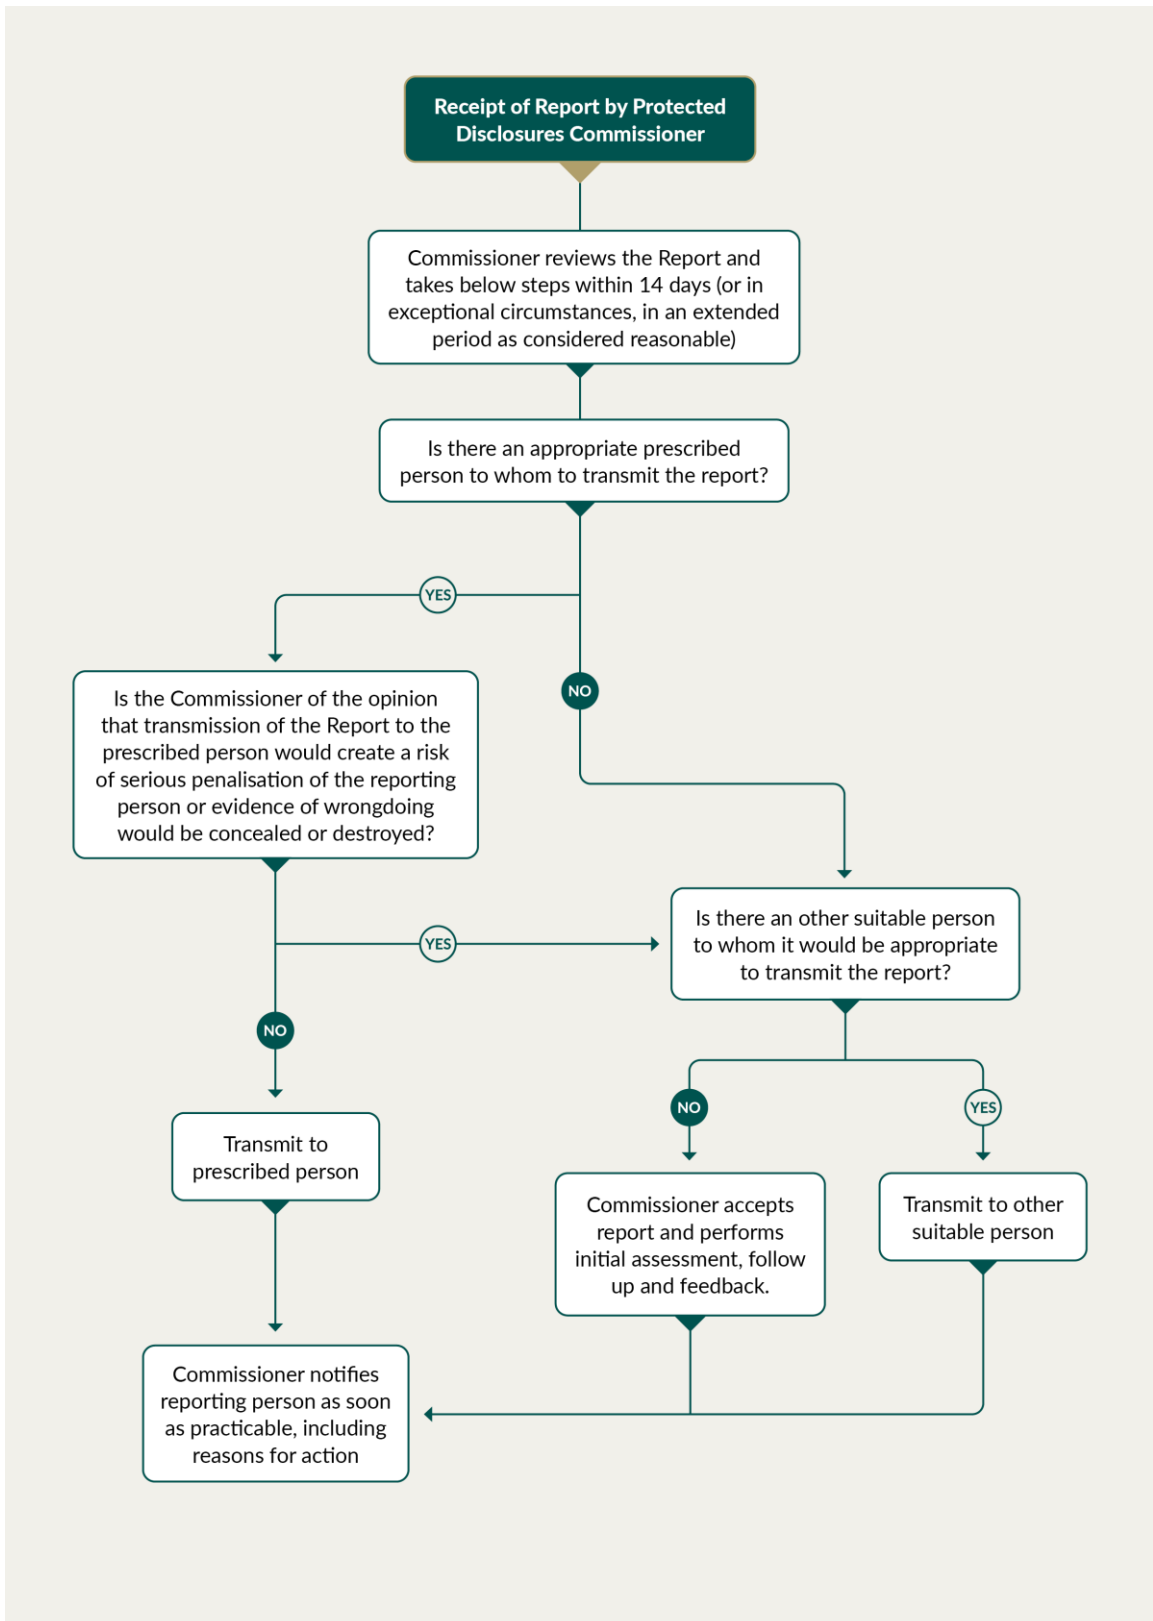 Receipt of Report by Protected
Disclosures Commissioner
Commissioner reviews the Report and
takes below steps within 14 days (or in
exceptional circumstances, in an extended
period as considered reasonable)
Is there an appropriate prescribed
person to whom to transmit the report?
YES
NO
Is the Commissioner of the opinion
that transmission of the Report to the
prescribed person would create a risk
of serious penalisation of the reporting
person or evidence of wrongdoing
would be concealed or destroyed?
YES
Is there an other suitable person
to whom it would be appropriate
to transmit the report?
NO
NO
YES
Transmit to
prescribed person
Commissioner accepts
report and performs
initial assessment, follow
up and feedback.
Transmit to other
suitable person
Commissioner notifies
reporting person as soon
as practicable, including
reasons for action